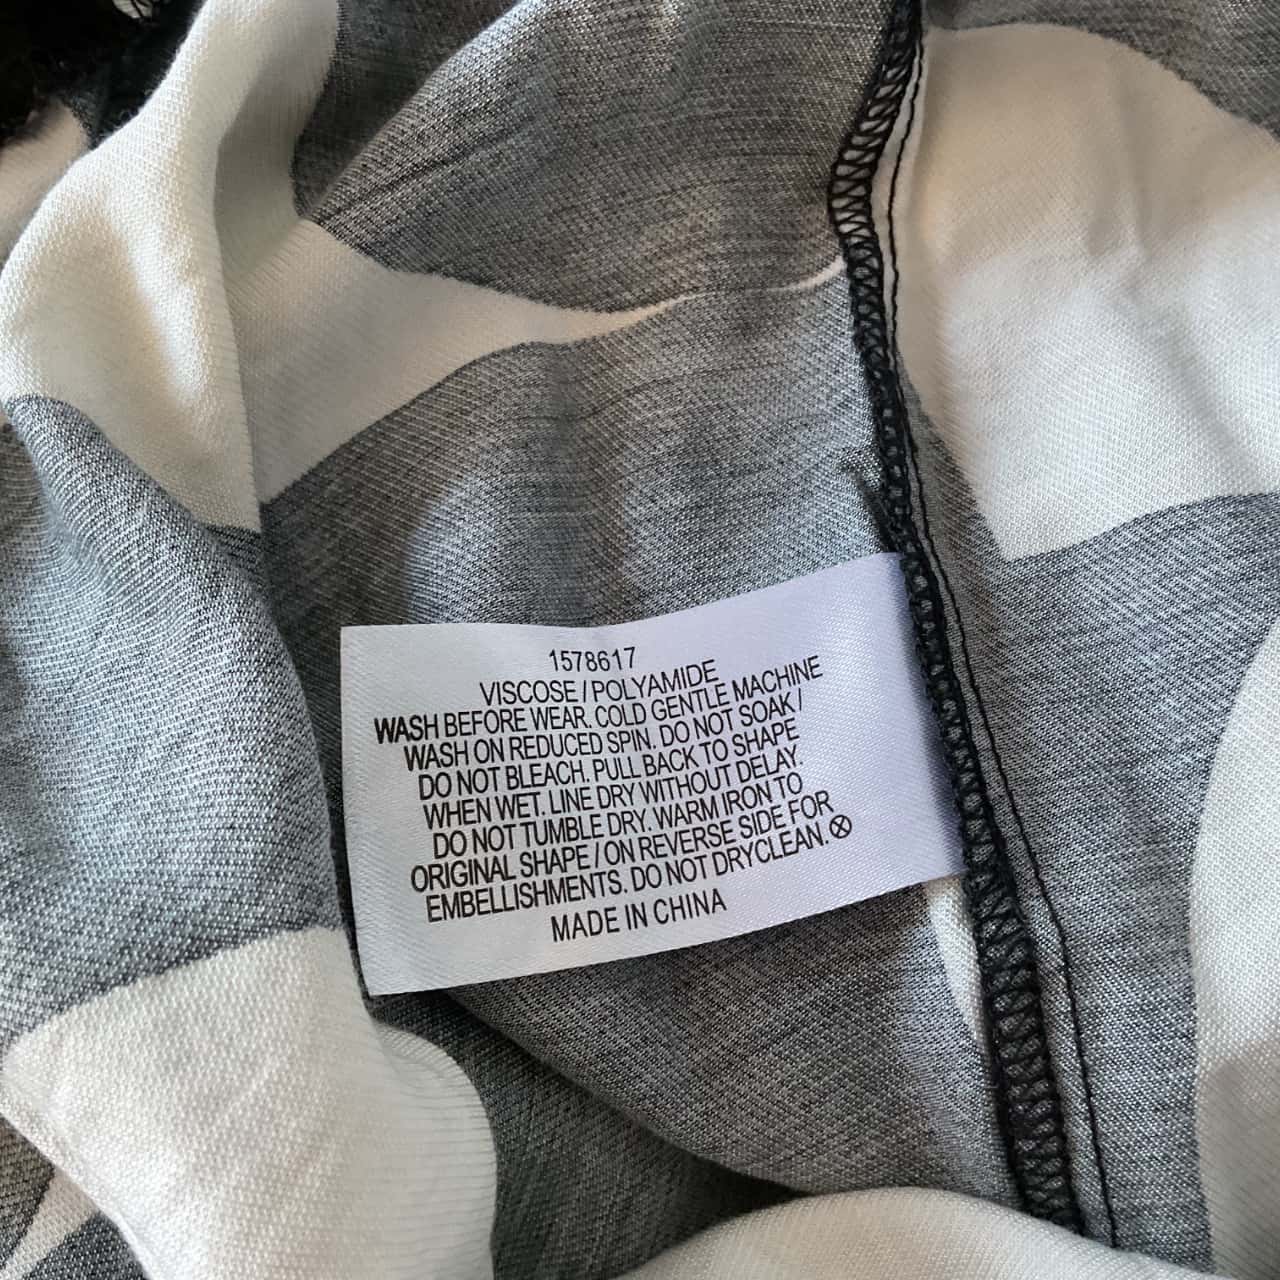 1578617
VISCOSE / POLYAMIDE
WASH BEFORE WEAR. COLD GENTLE MACHINE
WASH ON REDUCED SPIN. DO NOT SOAK /
DO NOT BLEACH. PULL BACK TO SHAPE
WHEN WET. LINE DRY WITHOUT DELAY.
DO NOT TUMBLE DRY. WARM IRON TO
ORIGINAL SHAPE / ON REVERSE SIDE FOR
EMBELLISHMENTS. DO NOT DRYCLEAN.
MADE IN CHINA